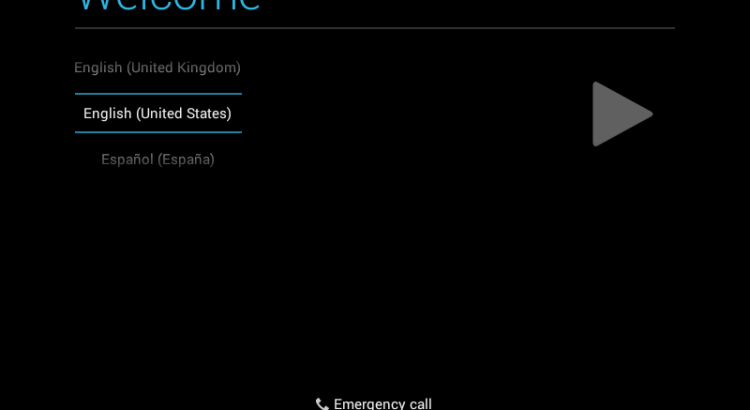 Welcome
English (United Kingdom)
English (United States)
Español (España)
Emergency call